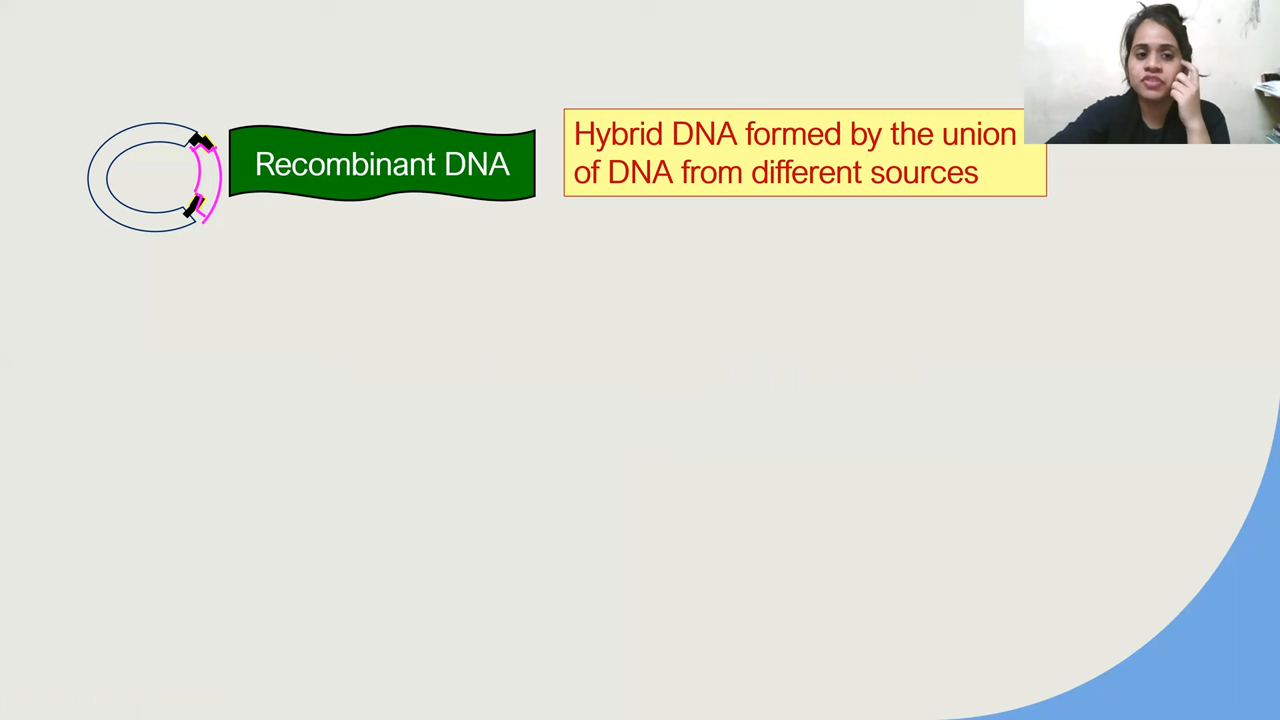 Recombinant DNA
Hybrid DNA formed by the union
of DNA from different sources